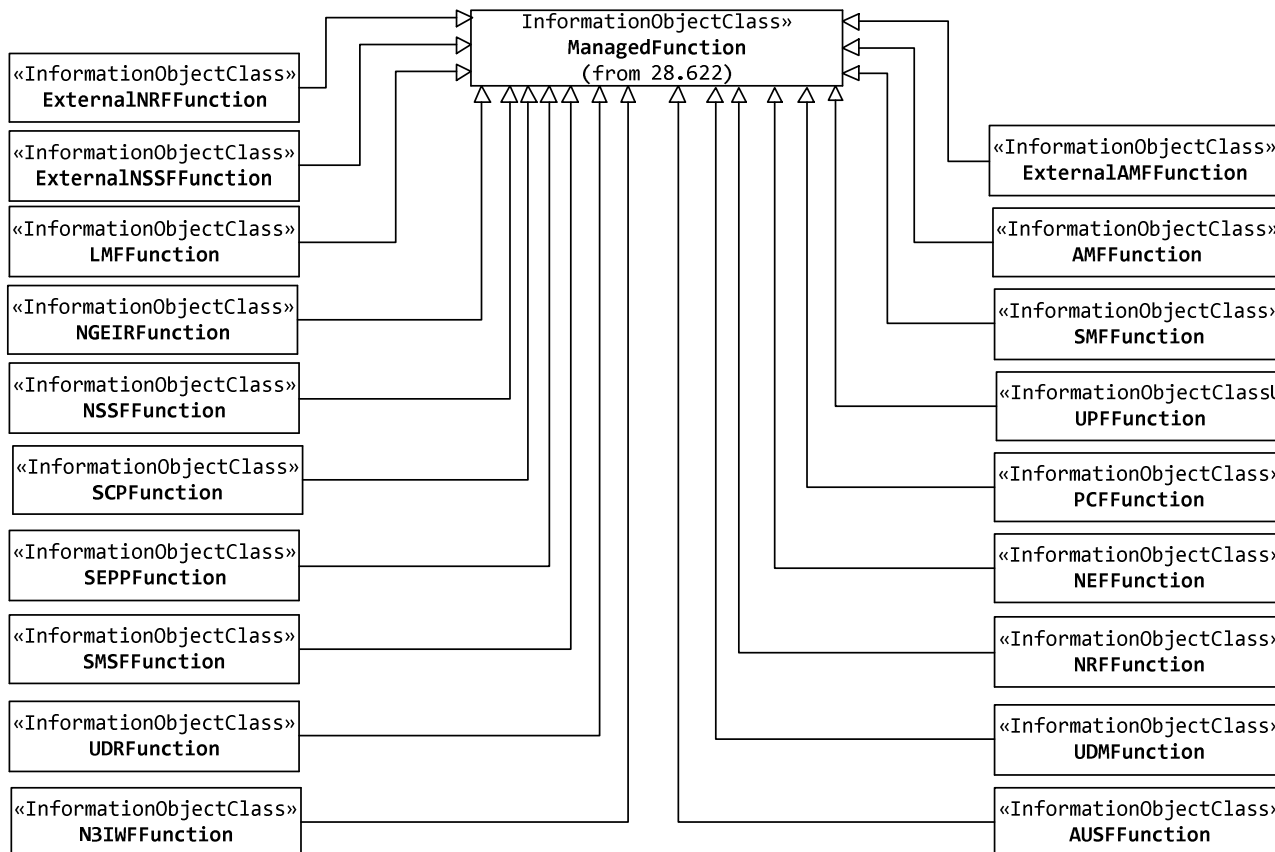 InformationObjectClass»
ManagedFunction
(from 28.622)
«InformationObjectClass»
ExternalNRFFunction
«InformationObjectClass»
ExternalNSSFFunction
«InformationObjectClass»
LMFFunction
«InformationObjectClass»
NGEIRFunction
«InformationObjectClass»
NSSFFunction
«InformationObjectClass»
SCPFunction
«InformationObjectClass»
SEPPFunction
«InformationObjectClass»
SMSFFunction
«InformationObjectClass»
UDRFunction
«InformationObjectClass»
N3IWFFunction
«InformationObjectClass»
ExternalAMFFunction
«InformationObjectClass»
AMFFunction
«InformationObjectClass»
SMFFunction
«InformationObjectClassU
UPFFunction
«InformationObjectClass»
PCFFunction
«InformationObjectClass»
NEFFunction
«InformationObjectClass»
NRFFunction
«InformationObjectClass»
UDMFunction
«InformationObjectClass»
AUSFFunction